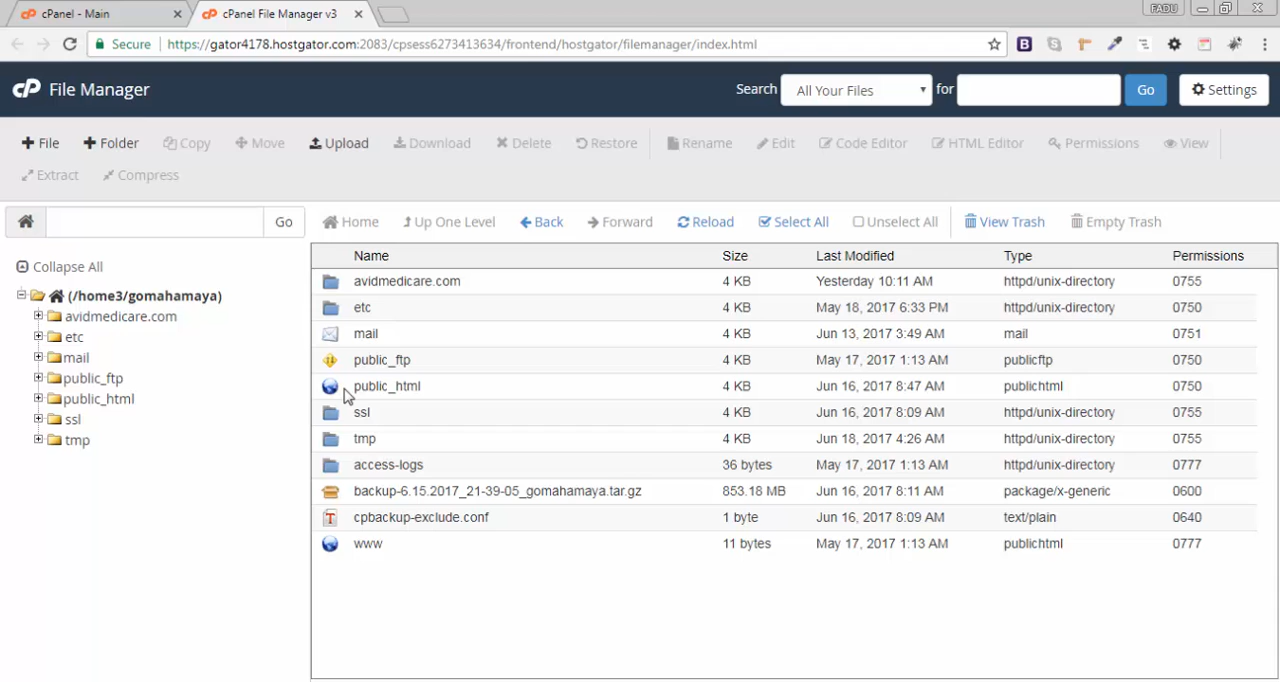 cPanel - Main
cPanel File Manager v3
FADU
Secure https://gator4178.hostgator.com:2083/cpsess6273413634/frontend/hostgator/filemanager/index.html
cP File Manager
Search All Your Files for Go Settings
File Folder Copy Move Upload Download Delete Restore Rename Edit Code Editor HTML Editor Permissions View
Extract Compress
Go Home Up One Level Back Forward Reload Select All Unselect All View Trash Empty Trash
Collapse All
(/home3/gomahamaya)
avidmedicare.com
etc
mail
public_ftp
public_html
ssl
tmp
Name Size Last Modified Type Permissions
avidmedicare.com 4 KB Yesterday 10:11 AM httpd/unix-directory 0755
etc 4 KB May 18, 2017 6:33 PM httpd/unix-directory 0750
mail 4 KB Jun 13, 2017 3:49 AM mail 0751
public_ftp 4 KB May 17, 2017 1:13 AM publicftp 0750
public_html 4 KB Jun 16, 2017 8:47 AM publichtml 0750
ssl 4 KB Jun 16, 2017 8:09 AM httpd/unix-directory 0755
tmp 4 KB Jun 18, 2017 4:26 AM httpd/unix-directory 0755
access-logs 36 bytes May 17, 2017 1:13 AM httpd/unix-directory 0777
backup-6.15.2017_21-39-05_gomahamaya.tar.gz 853.18 MB Jun 16, 2017 8:11 AM package/x-generic 0600
cpbackup-exclude.conf 1 byte Jun 16, 2017 8:09 AM text/plain 0640
www 11 bytes May 17, 2017 1:13 AM publichtml 0777